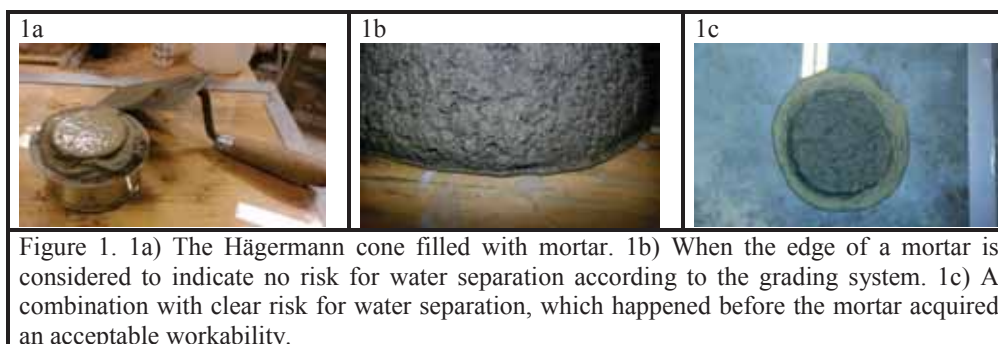 1a
1b
1c
Figure 1. 1a) The Hägermann cone filled with mortar. 1b) When the edge of a mortar is
considered to indicate no risk for water separation according to the grading system. 1c) A
combination with clear risk for water separation, which happened before the mortar acquired
an acceptable workability.